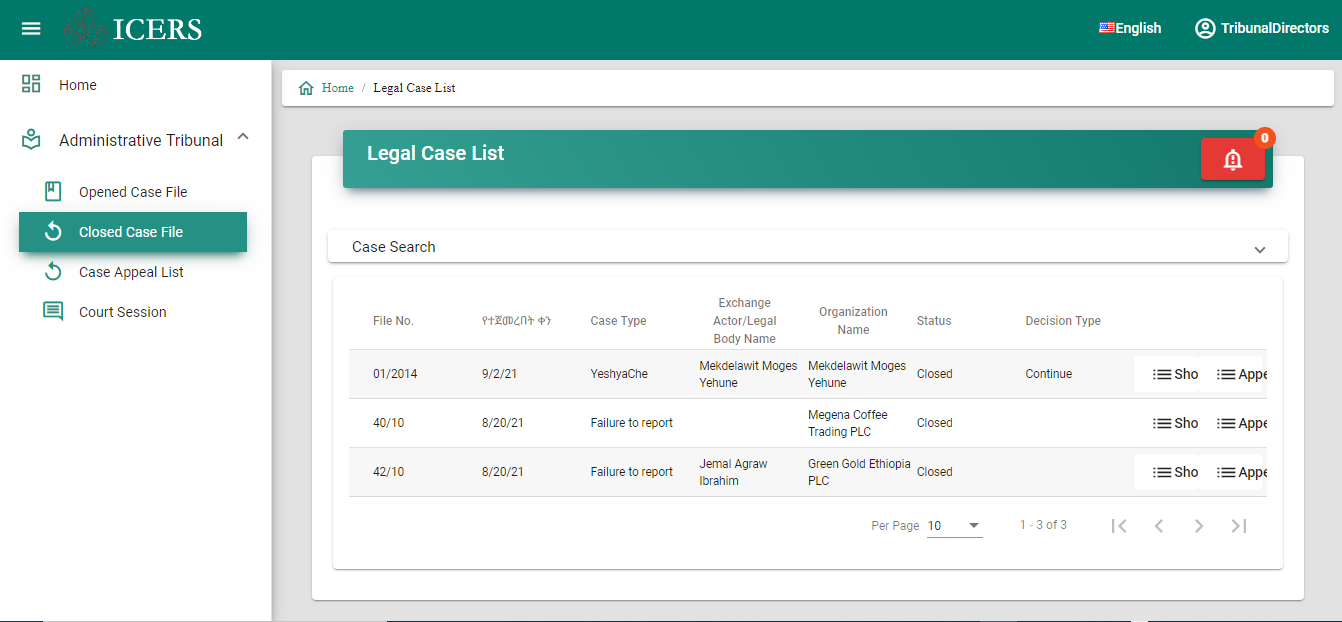 ICERS
English
TribunalDirectors
Home
Administrative Tribunal
Opened Case File
Closed Case File
Case Appeal List
Court Session
Home / Legal Case List
Legal Case List
0
Case Search
File No.
የተጀመረበት ቀን
Case Type
Exchange
Actor/Legal
Body Name
Organization
Name
Status
Decision Type
01/2014
9/2/21
YeshyaChe
Mekdelawit Moges
Yehune
Mekdelawit Moges
Yehune
Closed
Continue
Sho
Appe
40/10
8/20/21
Failure to report
Megena Coffee
Trading PLC
Closed
Sho
Appe
42/10
8/20/21
Failure to report
Jemal Agraw
Ibrahim
Green Gold Ethiopia
PLC
Closed
Sho
Appe
Per Page 10
1 - 3 of 3